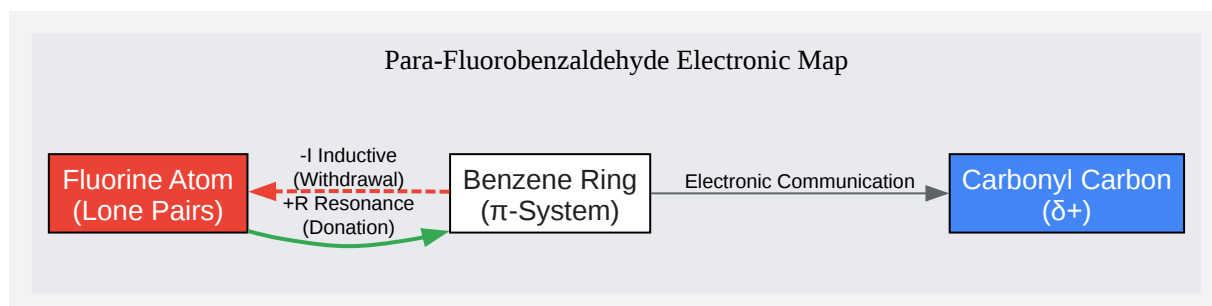 Para-Fluorobenzaldehyde Electronic Map
Fluorine Atom
(Lone Pairs)
-I Inductive
(Withdrawal)
+R Resonance
(Donation)
Benzene Ring
(π-System)
Electronic Communication
Carbonyl Carbon
(δ+)